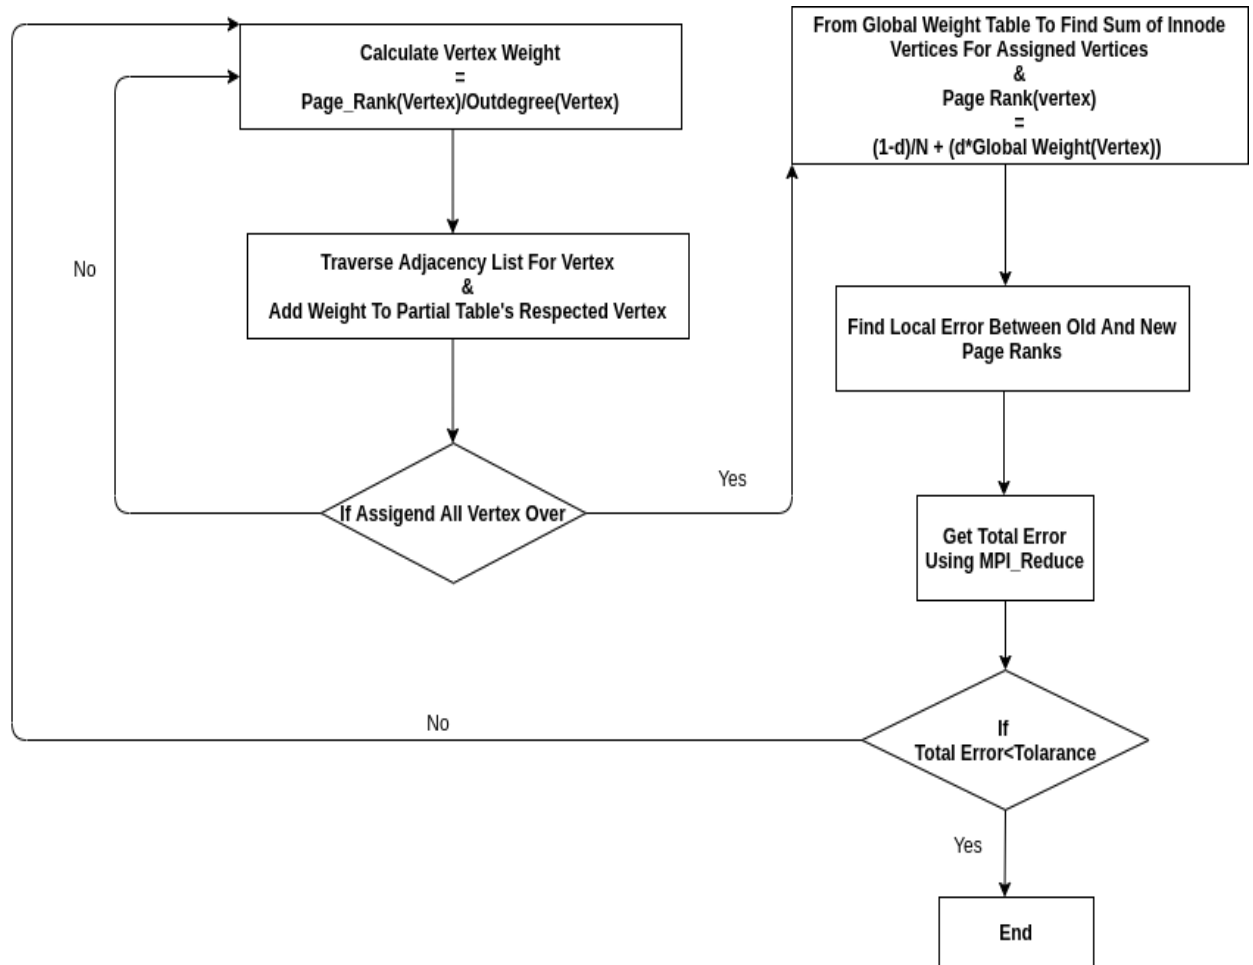 Calculate Vertex Weight
=
Page_Rank(Vertex)/Outdegree(Vertex)
No
Traverse Adjacency List For Vertex
&
Add Weight To Partial Table's Respected Vertex
If Assigend All Vertex Over
Yes
From Global Weight Table To Find Sum of Innode
Vertices For Assigned Vertices
&
Page Rank(vertex)
=
(1-d)/N + (d*Global Weight(Vertex))
Find Local Error Between Old And New
Page Ranks
Get Total Error
Using MPI_Reduce
If
Total Error<Tolarance
No
Yes
End